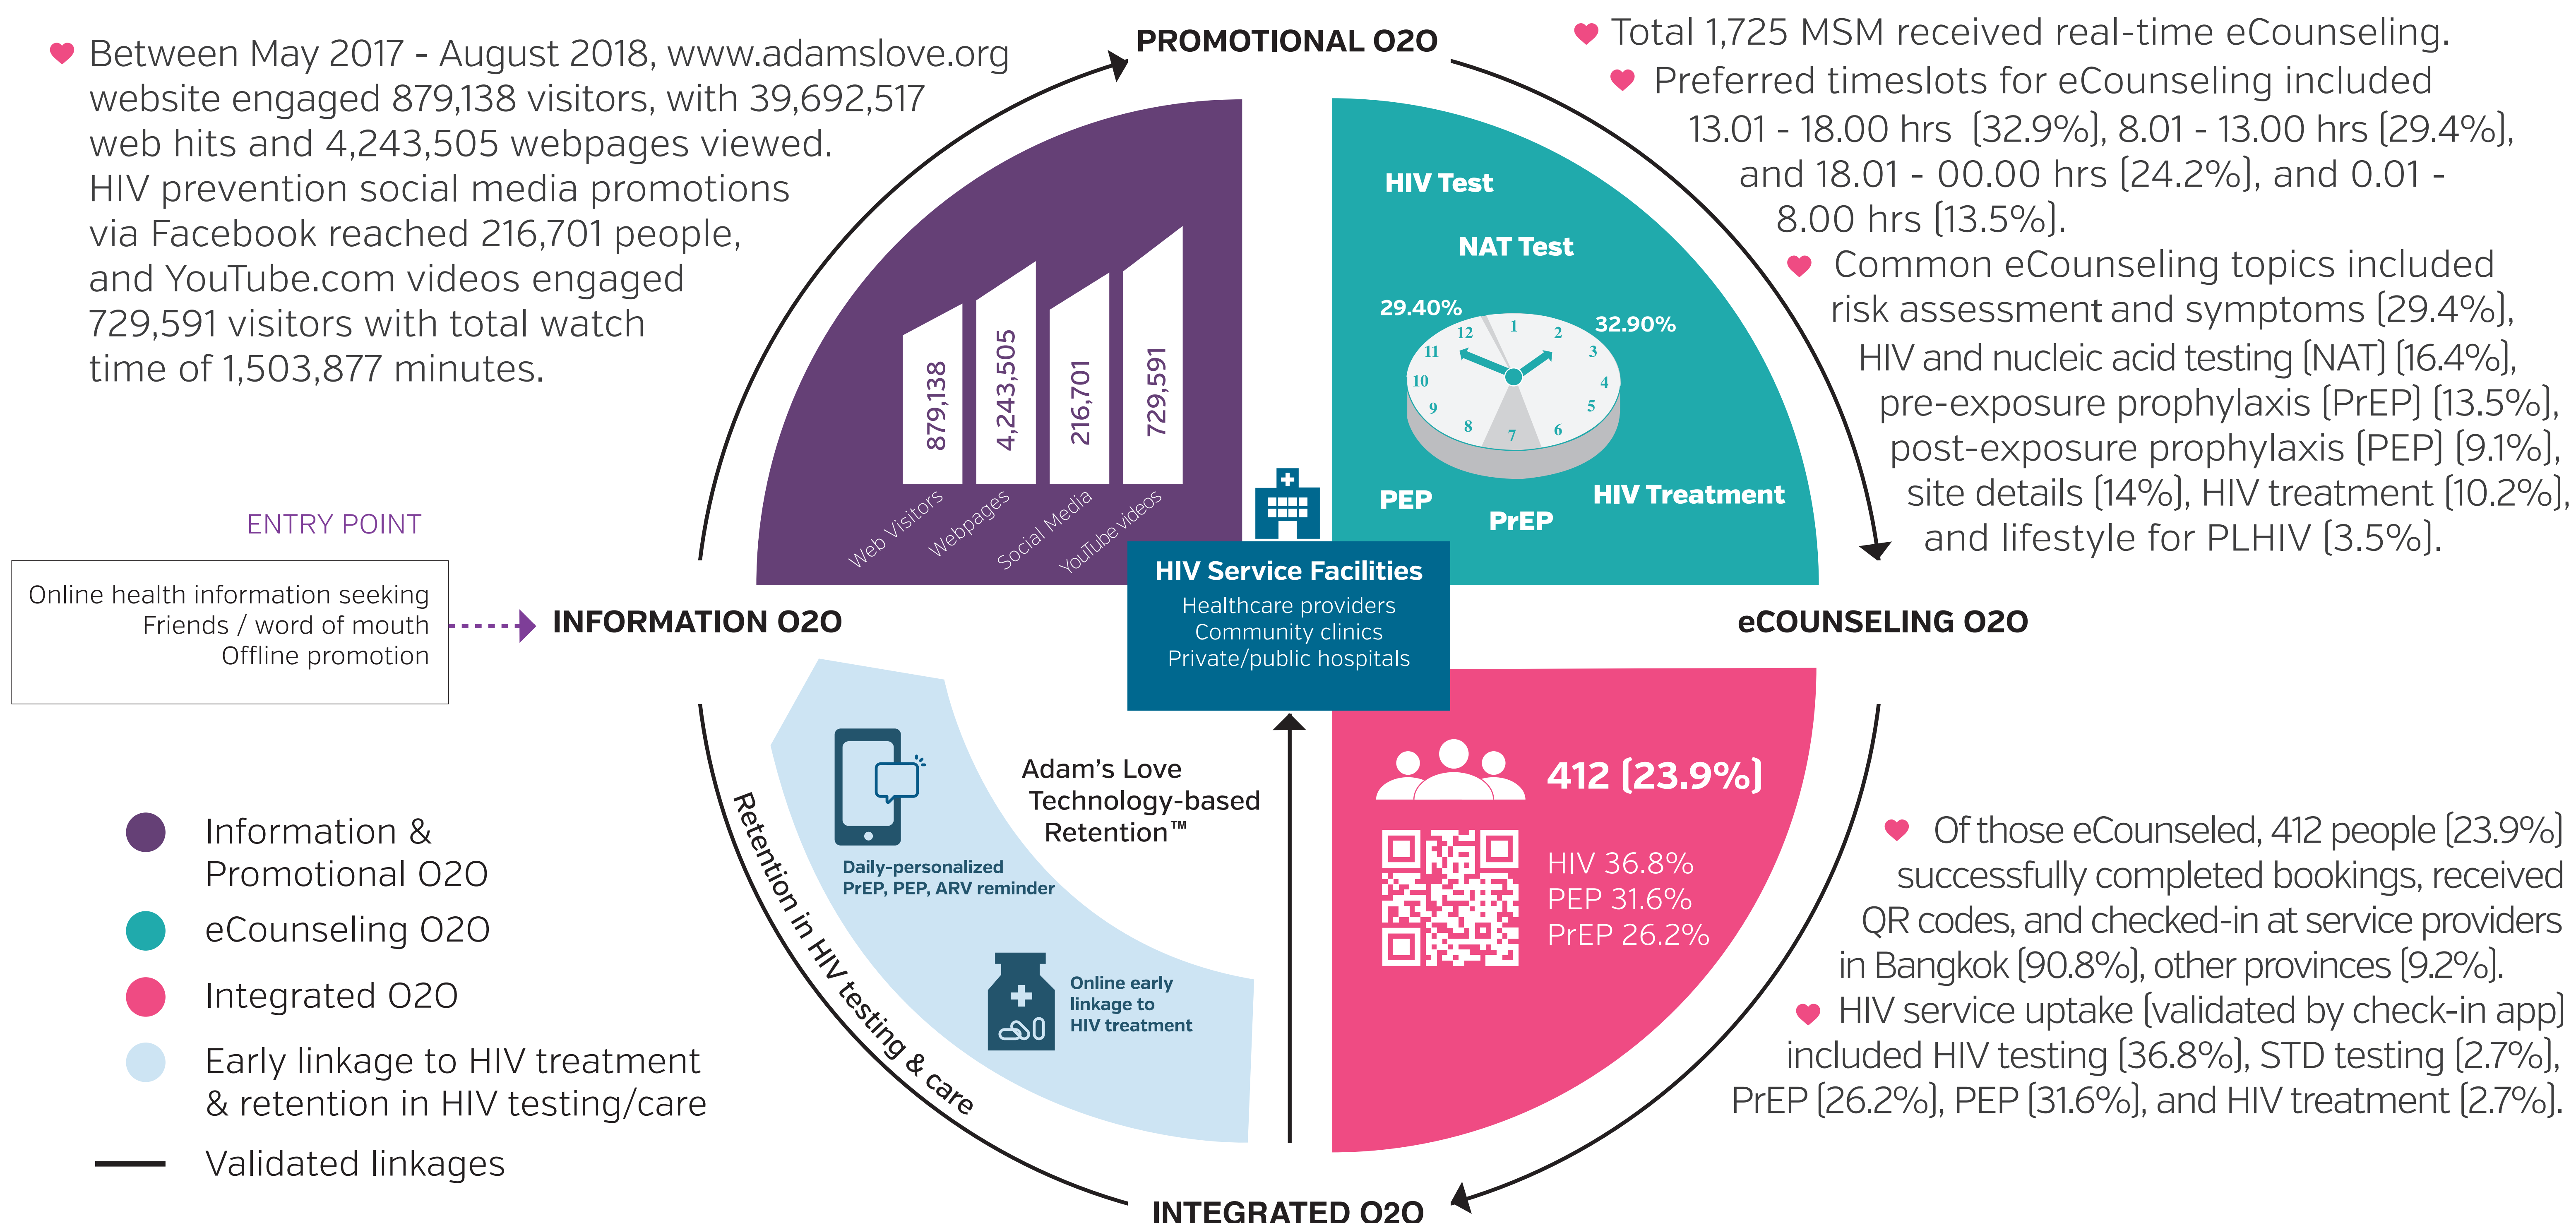 Between May 2017 - August 2018, www.adamslove.org
website engaged 879,138 visitors, with 39,692,517
web hits and 4,243,505 webpages viewed.
HIV prevention social media promotions
via Facebook reached 216,701 people,
and YouTube.com videos engaged
729,591 visitors with total watch
time of 1,503,877 minutes.
PROMOTIONAL O2O
Total 1,725 MSM received real-time eCounseling.
Preferred timeslots for eCounseling included
13.01 - 18.00 hrs (32.9%), 8.01 - 13.00 hrs (29.4%),
and 18.01 - 00.00 hrs (24.2%), and 0.01 -
8.00 hrs (13.5%).
Common eCounseling topics included
risk assessment and symptoms (29.4%),
HIV and nucleic acid testing (NAT) (16.4%),
pre-exposure prophylaxis (PrEP) (13.5%),
post-exposure prophylaxis (PEP) (9.1%),
site details (14%), HIV treatment (10.2%),
and lifestyle for PLHIV (3.5%).
879,138
4,243,505
216,701
729,591
Web Visitors
Webpages
Social Media
YouTube videos
HIV Test
NAT Test
29.40%
32.90%
12
1
2
3
4
5
6
7
8
9
10
11
PEP
PrEP
HIV Treatment
ENTRY POINT
Online health information seeking
Friends / word of mouth
Offline promotion
INFORMATION O2O
HIV Service Facilities
Healthcare providers
Community clinics
Private/public hospitals
eCOUNSELING O2O
Information &
Promotional O2O
eCounseling O2O
Integrated O2O
Early linkage to HIV treatment
& retention in HIV testing/care
Validated linkages
Retention in HIV testing & care
Daily-personalized
PrEP, PEP, ARV reminder
Adam's Love
Technology-based
Retention™
Online early
linkage to
HIV treatment
412 (23.9%)
HIV 36.8%
PEP 31.6%
PrEP 26.2%
Of those eCounseled, 412 people (23.9%)
successfully completed bookings, received
QR codes, and checked-in at service providers
in Bangkok (90.8%), other provinces (9.2%).
HIV service uptake (validated by check-in app)
included HIV testing (36.8%), STD testing (2.7%),
PrEP (26.2%), PEP (31.6%), and HIV treatment (2.7%).
INTEGRATED O2O